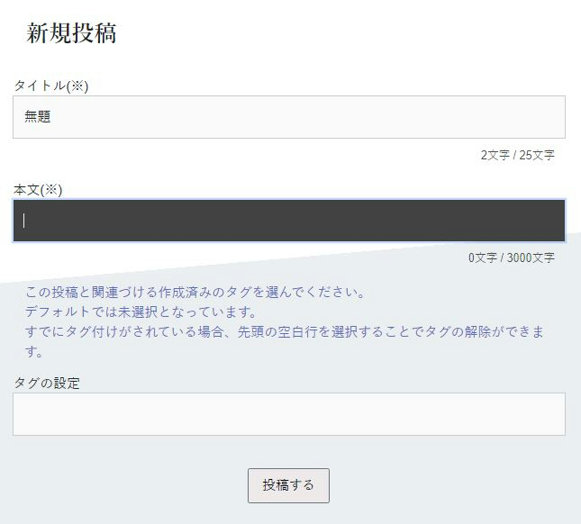 新規投稿
タイトル(※)
無題
2文字 / 25文字
本文(※)
0文字 / 3000文字
この投稿と関連づける作成済みのタグを選んでください。
デフォルトでは未選択となっています。
すでにタグ付けがされている場合、先頭の空白行を選択することでタグの解除ができま
す。
タグの設定
投稿する